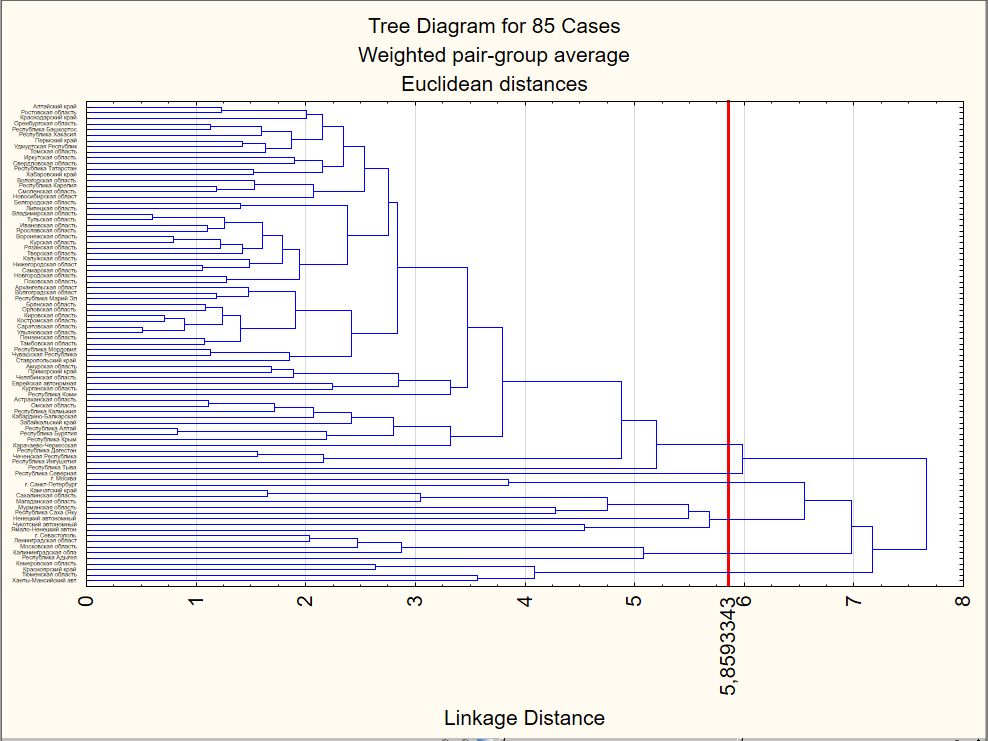 Tree Diagram for 85 Cases
Weighted pair-group average
Euclidean distances
Алтайский край
Ростовская область
Краснодарский край
Оренбургская область
Республика Башкортос
Республика Хакасия
Пермский край
Удмуртская Республик
Томская область
Иркутская область
Свердловская область
Республика Татарстан
Хабаровский край
Вологодская область
Республика Карелия
Смоленская область
Новосибирская област
Белгородская область
Липецкая область
Владимирская область
Тульская область
Ивановская область
Ярославская область
Воронежская область
Курская область
Рязанская область
Тверская область
Калужская область
Нижегородская област
Самарская область
Новгородская область
Псковская область
Архангельская област
Волгоградская област
Республика Марий Эл
Брянская область
Орловская область
Кировская область
Костромская область
Саратовская область
Ульяновская область
Пензенская область
Тамбовская область
Республика Мордовия
Чувашская Республика
Ставропольский край
Амурская область
Приморский край
Челябинская область
Еврейская автономная
Курганская область
Республика Коми
Астраханская область
Омская область
Республика Калмыкия
Кабардино-Балкарская
Забайкальский край
Республика Алтай
Республика Бурятия
Республика Крым
Карачаево-Черкесская
Республика Дагестан
Чеченская Республика
Республика Ингушетия
Республика Тыва
Республика Северная
г. Москва
г. Санкт-Петербург
Камчатский край
Сахалинская область
Магаданская область
Мурманская область
Республика Саха (Яку
Ненецкий автономный
Чукотский автономный
Ямало-Ненецкий автон
г. Севастополь
Ленинградская област
Московская область
Калининградская обла
Республика Адыгея
Кемеровская область
Красноярский край
Тюменская область
Ханты-Мансийский авт
0 1 2 3 4 5 6 7 8
5,8593343
Linkage Distance